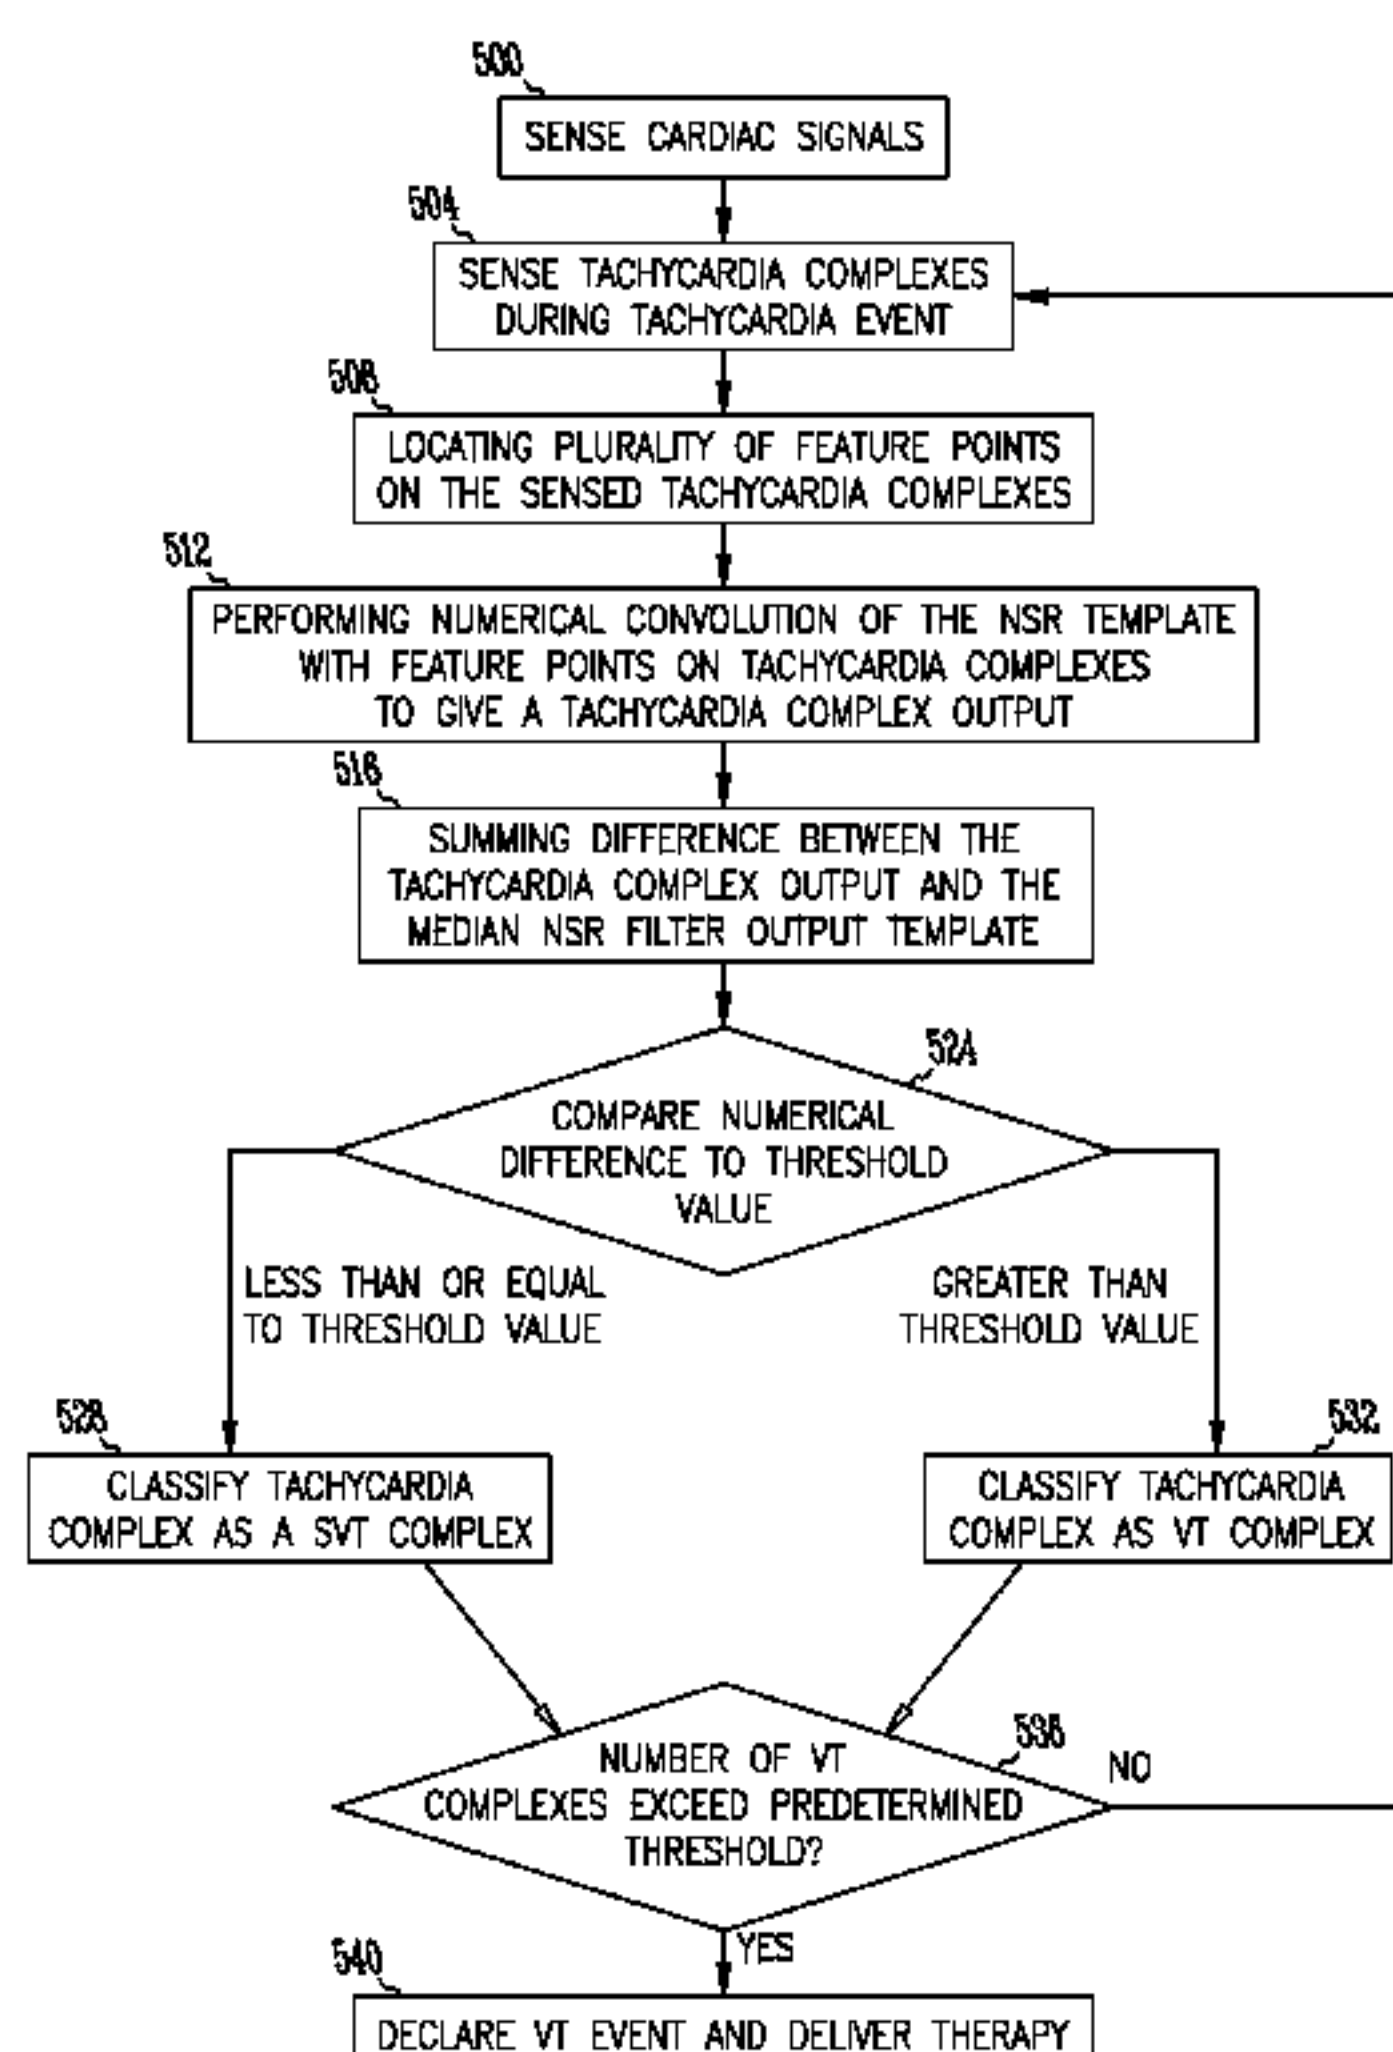 500
SENSE CARDIAC SIGNALS
504
SENSE TACHYCARDIA COMPLEXES
DURING TACHYCARDIA EVENT
508
LOCATING PLURALITY OF FEATURE POINTS
ON THE SENSED TACHYCARDIA COMPLEXES
512
PERFORMING NUMERICAL CONVOLUTION OF THE NSR TEMPLATE
WITH FEATURE POINTS ON TACHYCARDIA COMPLEXES
TO GIVE A TACHYCARDIA COMPLEX OUTPUT
516
SUMMING DIFFERENCE BETWEEN THE
TACHYCARDIA COMPLEX OUTPUT AND THE
MEDIAN NSR FILTER OUTPUT TEMPLATE
524
COMPARE NUMERICAL
DIFFERENCE TO THRESHOLD
VALUE
LESS THAN OR EQUAL
TO THRESHOLD VALUE
GREATER THAN
THRESHOLD VALUE
528
CLASSIFY TACHYCARDIA
COMPLEX AS A SVT COMPLEX
532
CLASSIFY TACHYCARDIA
COMPLEX AS VT COMPLEX
536
NUMBER OF VT
COMPLEXES EXCEED PREDETERMINED
THRESHOLD?
NO
YES
540
DECLARE VT EVENT AND DELIVER THERAPY